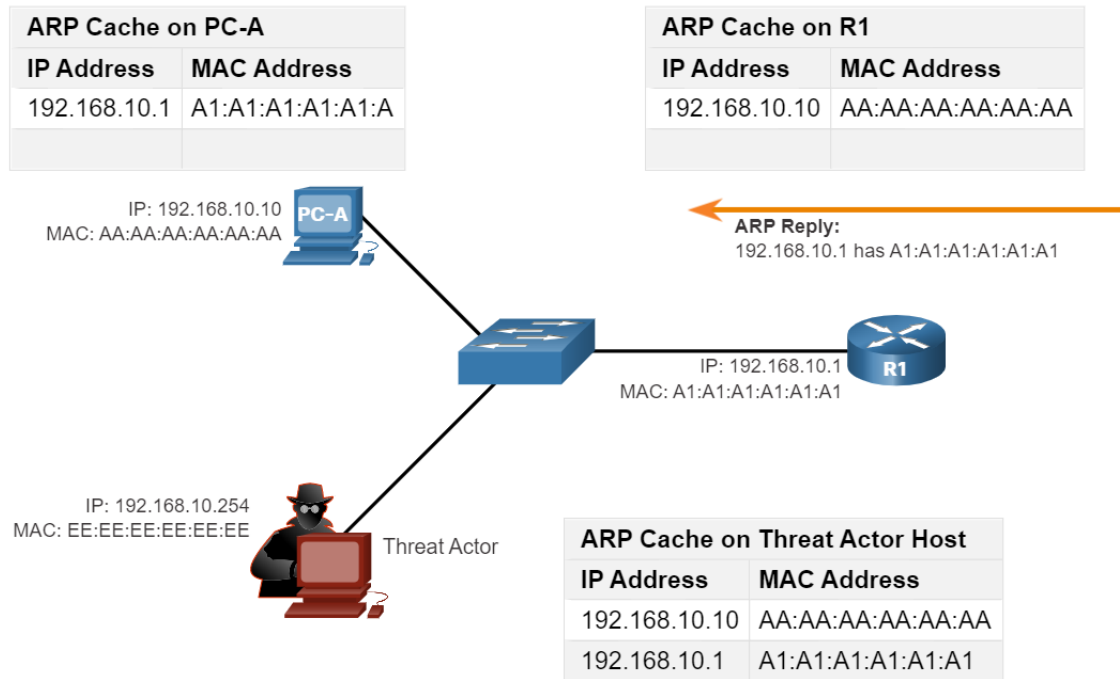 ARP Cache on PC-A
IP Address MAC Address
192.168.10.1 A1:A1:A1:A1:A1:A
ARP Cache on R1
IP Address MAC Address
192.168.10.10 AA:AA:AA:AA:AA:AA
IP: 192.168.10.10
MAC: AA:AA:AA:AA:AA:AA
PC-A
ARP Reply:
192.168.10.1 has A1:A1:A1:A1:A1:A1
IP: 192.168.10.1
MAC: A1:A1:A1:A1:A1:A1
R1
IP: 192.168.10.254
MAC: EE:EE:EE:EE:EE:EE
Threat Actor
ARP Cache on Threat Actor Host
IP Address MAC Address
192.168.10.10 AA:AA:AA:AA:AA:AA
192.168.10.1 A1:A1:A1:A1:A1:A1